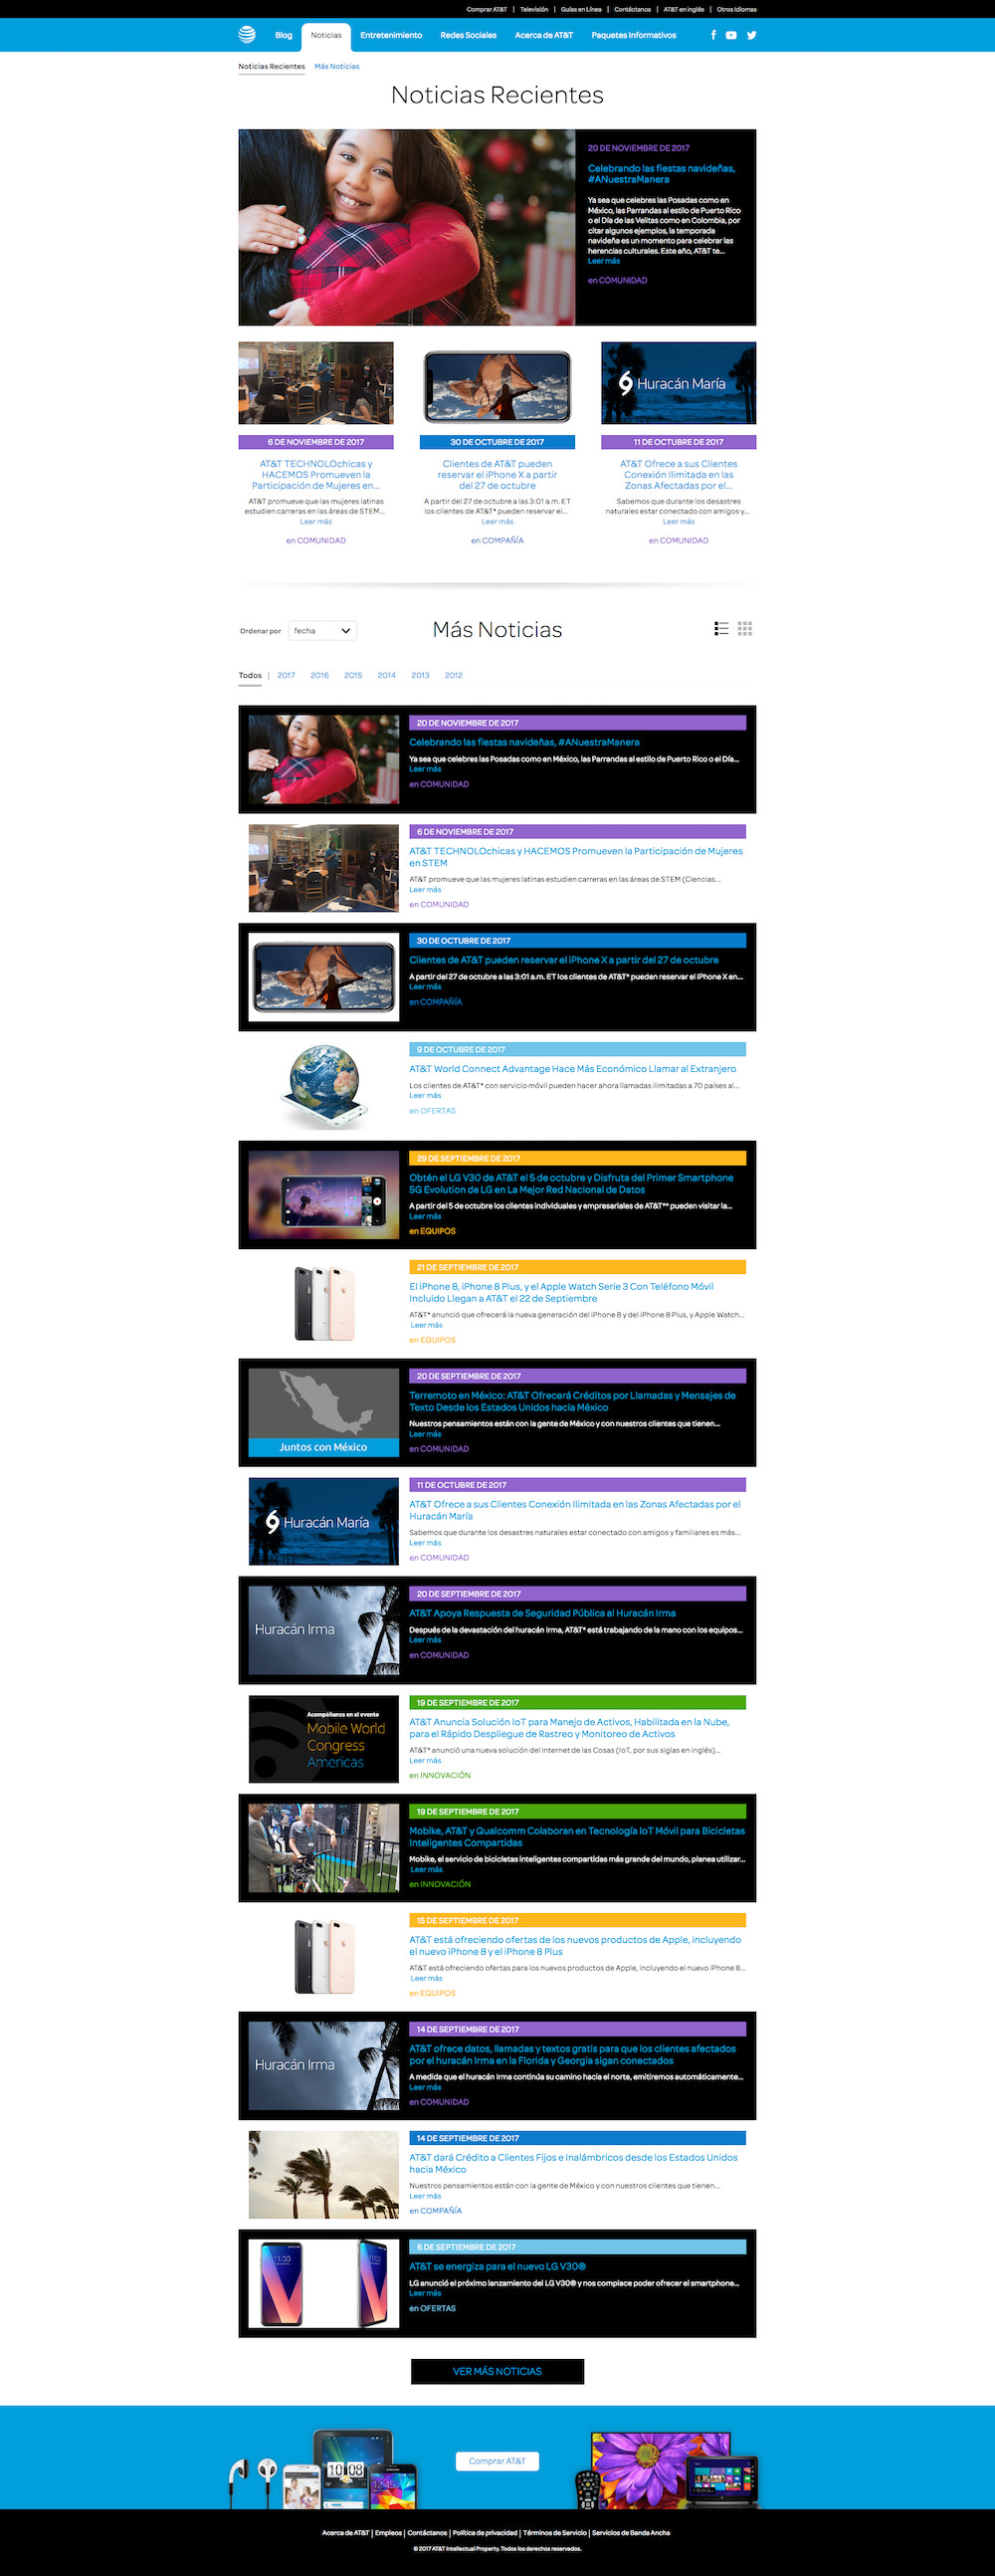 Comprar AT&T | Televisión | Guías en Línea | Contáctanos | AT&T en inglés | Otros Idiomas
Blog Noticias Entretenimiento Redes Sociales Acerca de AT&T Paquetes Informativos
Noticias Recientes Más Noticias
Noticias Recientes
20 DE NOVIEMBRE DE 2017
Celebrando las fiestas navideñas,
#ANuestraManera
Ya sea que celebres las Posadas como en
México, las Parrandas al estilo de Puerto Rico
o el Día de las Velitas como en Colombia, por
citar algunos ejemplos, la temporada
navideña es un momento para celebrar las
herencias culturales. Este año, AT&T te...
Leer más
en COMUNIDAD
6 DE NOVIEMBRE DE 2017
AT&T TECHNOLOchicas y
HACEMOS Promueven la
Participación de Mujeres en...
AT&T promueve que las mujeres latinas
estudien carreras en las áreas de STEM...
Leer más
en COMUNIDAD
30 DE OCTUBRE DE 2017
Clientes de AT&T pueden
reservar el iPhone X a partir
del 27 de octubre
A partir del 27 de octubre a las 3:01 a.m. ET
los clientes de AT&T* pueden reservar el...
Leer más
en COMPAÑÍA
Huracán María
11 DE OCTUBRE DE 2017
AT&T Ofrece a sus Clientes
Conexión Ilimitada en las
Zonas Afectadas por el...
Sabemos que durante los desastres
naturales estar conectado con amigos y...
Leer más
en COMUNIDAD
Ordenar por fecha
Más Noticias
Todos | 2017 2016 2015 2014 2013 2012
20 DE NOVIEMBRE DE 2017
Celebrando las fiestas navideñas, #ANuestraManera
Ya sea que celebres las Posadas como en México, las Parrandas al estilo de Puerto Rico o el Día...
Leer más
en COMUNIDAD
6 DE NOVIEMBRE DE 2017
AT&T TECHNOLOchicas y HACEMOS Promueven la Participación de Mujeres
en STEM
AT&T promueve que las mujeres latinas estudien carreras en las áreas de STEM (Ciencias...
Leer más
en COMUNIDAD
30 DE OCTUBRE DE 2017
Clientes de AT&T pueden reservar el iPhone X a partir del 27 de octubre
A partir del 27 de octubre a las 3:01 a.m. ET los clientes de AT&T* pueden reservar el iPhone X en...
Leer más
en COMPAÑÍA
9 DE OCTUBRE DE 2017
AT&T World Connect Advantage Hace Más Económico Llamar al Extranjero
Los clientes de AT&T* con servicio móvil pueden hacer ahora llamadas ilimitadas a 70 países al...
Leer más
en OFERTAS
29 DE SEPTIEMBRE DE 2017
Obtén el LG V30 de AT&T el 5 de octubre y Disfruta del Primer Smartphone
5G Evolution de LG en La Mejor Red Nacional de Datos
A partir del 5 de octubre los clientes individuales y empresariales de AT&T** pueden visitar la...
Leer más
en EQUIPOS
21 DE SEPTIEMBRE DE 2017
El iPhone 8, iPhone 8 Plus, y el Apple Watch Serie 3 Con Teléfono Móvil
Incluido Llegan a AT&T el 22 de Septiembre
AT&T* anunció que ofrecerá la nueva generación del iPhone 8 y del iPhone 8 Plus, y Apple Watch...
Leer más
en EQUIPOS
Juntos con México
20 DE SEPTIEMBRE DE 2017
Terremoto en México: AT&T Ofrecerá Créditos por Llamadas y Mensajes de
Texto Desde los Estados Unidos hacia México
Nuestros pensamientos están con la gente de México y con nuestros clientes que tienen...
Leer más
en COMUNIDAD
Huracán María
11 DE OCTUBRE DE 2017
AT&T Ofrece a sus Clientes Conexión Ilimitada en las Zonas Afectadas por el
Huracán María
Sabemos que durante los desastres naturales estar conectado con amigos y familiares es más...
Leer más
en COMUNIDAD
Huracán Irma
20 DE SEPTIEMBRE DE 2017
AT&T Apoya Respuesta de Seguridad Pública al Huracán Irma
Después de la devastación del huracán Irma, AT&T* está trabajando de la mano con los equipos...
Leer más
en COMUNIDAD
Acompáñanos en el evento
Mobile World
Congress
Americas
19 DE SEPTIEMBRE DE 2017
AT&T Anuncia Solución IoT para Manejo de Activos, Habilitada en la Nube,
para el Rápido Despliegue de Rastreo y Monitoreo de Activos
AT&T* anunció una nueva solución del Internet de las Cosas (IoT, por sus siglas en inglés)...
Leer más
en INNOVACIÓN
19 DE SEPTIEMBRE DE 2017
Mobike, AT&T y Qualcomm Colaboran en Tecnología IoT Móvil para Bicicletas
Inteligentes Compartidas
Mobike, el servicio de bicicletas inteligentes compartidas más grande del mundo, planea utilizar...
Leer más
en INNOVACIÓN
15 DE SEPTIEMBRE DE 2017
AT&T está ofreciendo ofertas de los nuevos productos de Apple, incluyendo
el nuevo iPhone 8 y el iPhone 8 Plus
AT&T está ofreciendo ofertas para los nuevos productos de Apple, incluyendo el nuevo iPhone 8...
Leer más
en EQUIPOS
Huracán Irma
14 DE SEPTIEMBRE DE 2017
AT&T ofrece datos, llamadas y textos gratis para que los clientes afectados
por el huracán Irma en la Florida y Georgia sigan conectados
A medida que el huracán Irma continúa su camino hacia el norte, emitiremos automáticamente...
Leer más
en COMUNIDAD
14 DE SEPTIEMBRE DE 2017
AT&T dará Crédito a Clientes Fijos e Inalámbricos desde los Estados Unidos
hacia México
Nuestros pensamientos están con la gente de México y con nuestros clientes que tienen...
Leer más
en COMPAÑÍA
6 DE SEPTIEMBRE DE 2017
AT&T se energiza para el nuevo LG V30®
LG anunció el próximo lanzamiento del LG V30® y nos complace poder ofrecer el smartphone...
Leer más
en OFERTAS
VER MÁS NOTICIAS
10 08
12:45
Comprar AT&T
Acerca de AT&T | Empleos | Contáctanos | Política de privacidad | Términos de Servicio | Servicios de Banda Ancha
© 2017 AT&T Intellectual Property. Todos los derechos reservados.